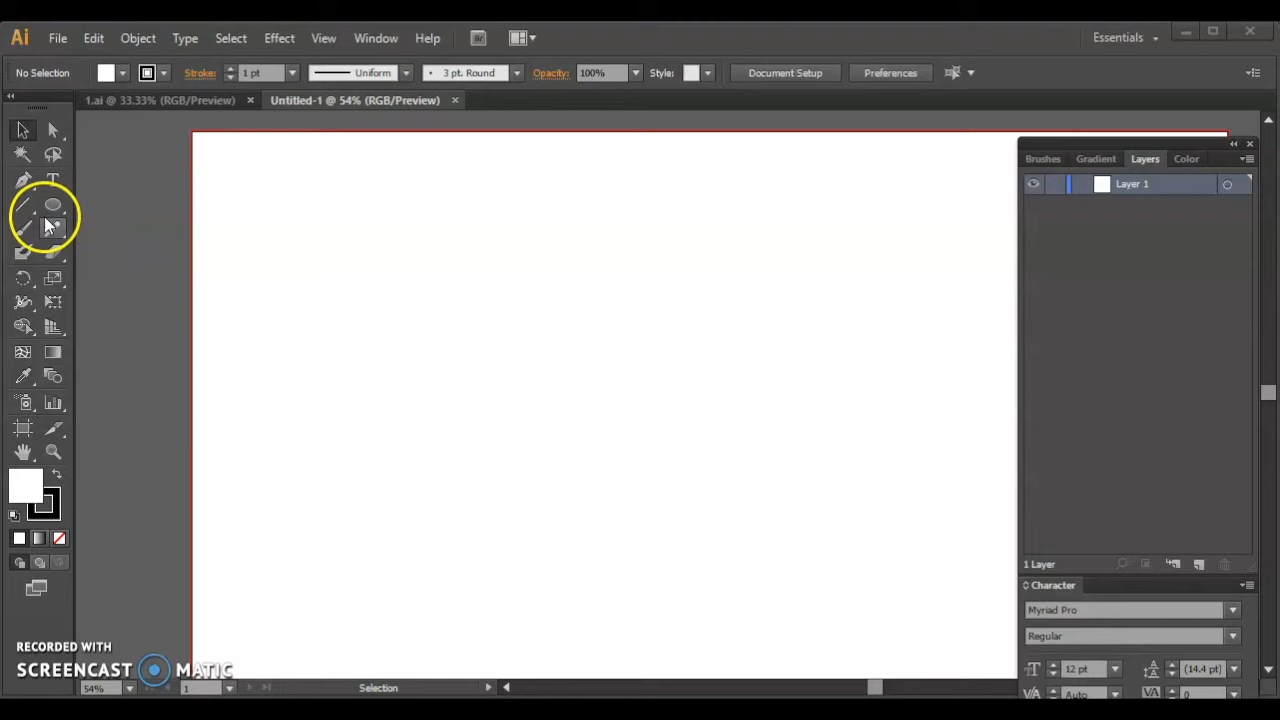 Ai File Edit Object Type Select Effect View Window Help Br Essentials
No Selection Stroke: 1 pt Uniform 3 pt. Round Opacity: 100% Style: Document Setup Preferences
1.ai @ 33.33% (RGB/Preview) Untitled-1 @ 54% (RGB/Preview)
Brushes Gradient Layers Color
Layer 1
1 Layer
Character
Myriad Pro
Regular
12 pt (14.4 pt)
Auto 0
RECORDED WITH
SCREENCAST MATIC
54% 1 Selection